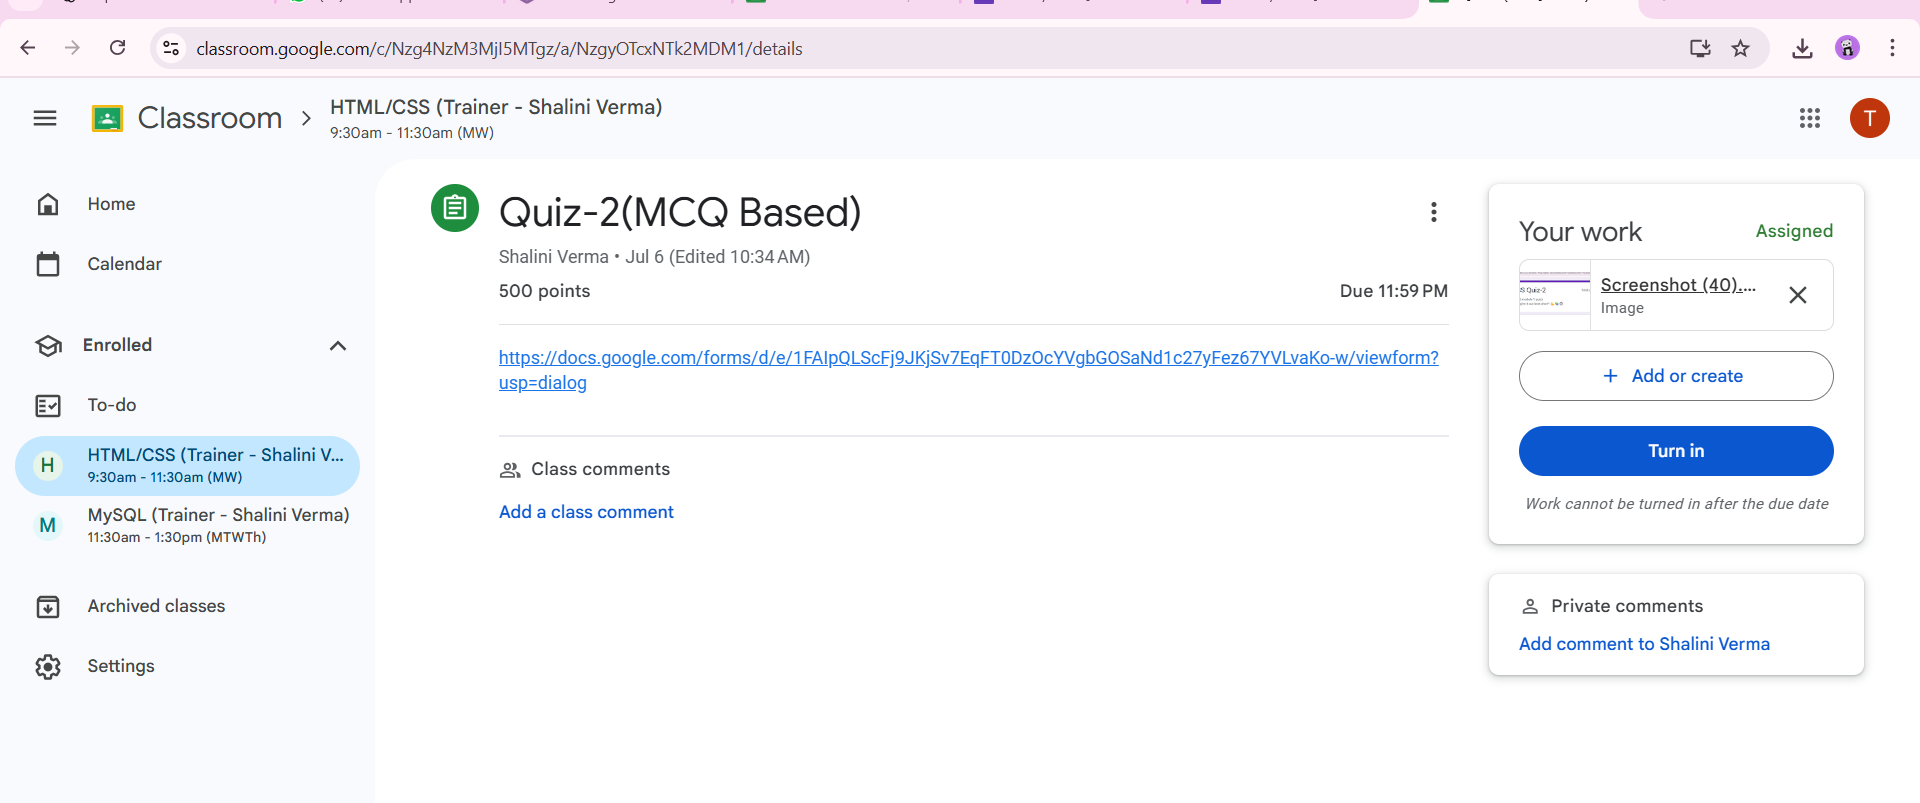 classroom.google.com/c/Nzg4NzM3MjI5MTgz/a/NzgyOTcxNTk2MDM1/details
Classroom
HTML/CSS (Trainer - Shalini Verma)
9:30am - 11:30am (MW)
T
Home
Calendar
Enrolled
To-do
H
HTML/CSS (Trainer - Shalini V...
9:30am - 11:30am (MW)
M
MySQL (Trainer - Shalini Verma)
11:30am - 1:30pm (MTWTh)
Archived classes
Settings
Quiz-2(MCQ Based)
Shalini Verma • Jul 6 (Edited 10:34 AM)
500 points
Due 11:59 PM
https://docs.google.com/forms/d/e/1FAIpQLScFj9JKjSv7EqFT0DzOcYVgbGOSaNd1c27yFez67YVLvaKo-w/viewform?
usp=dialog
Class comments
Add a class comment
Your work
Assigned
S Quiz-2
Screenshot (40)....
Image
+ Add or create
Turn in
Work cannot be turned in after the due date
Private comments
Add comment to Shalini Verma